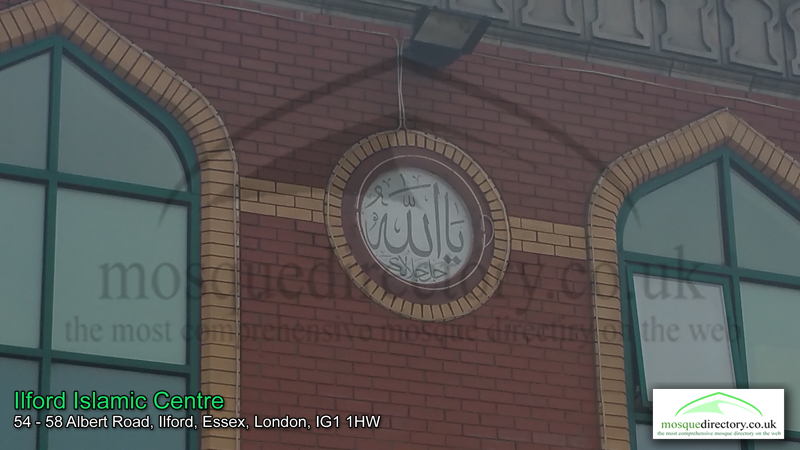 يا الله
جل جلاله
mosquedirectory.co.uk
the most comprehensive mosque directory on the web
Ilford Islamic Centre
54 - 58 Albert Road, Ilford, Essex, London, IG1 1HW
mosquedirectory.co.uk
the most comprehensive mosque directory on the web